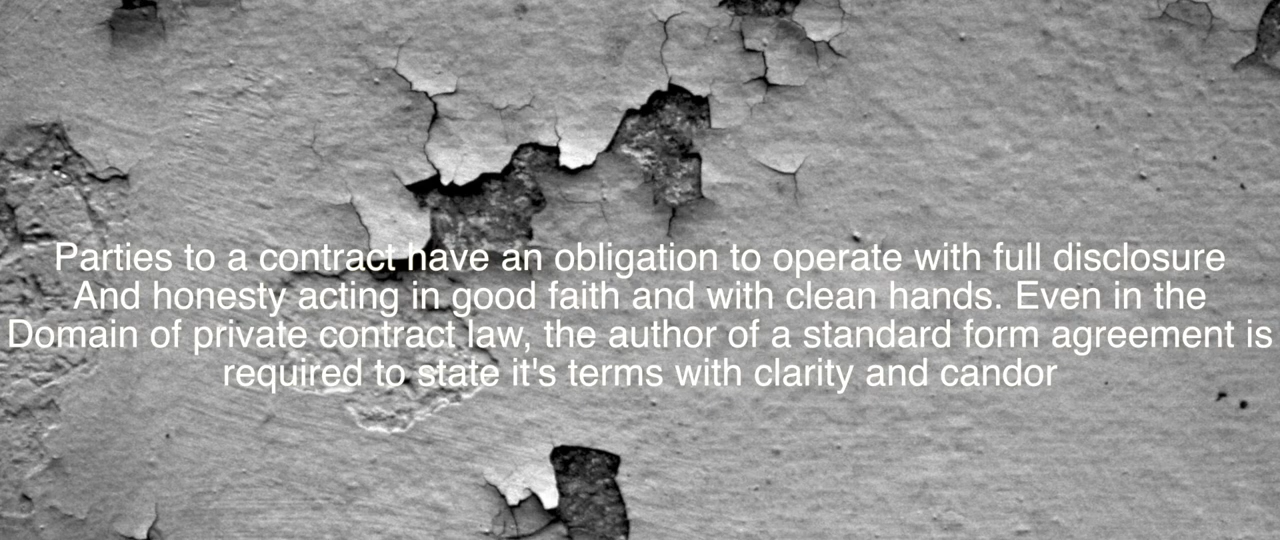 Parties to a contract have an obligation to operate with full disclosure
And honesty acting in good faith and with clean hands. Even in the
Domain of private contract law, the author of a standard form agreement is
required to state it's terms with clarity and candor